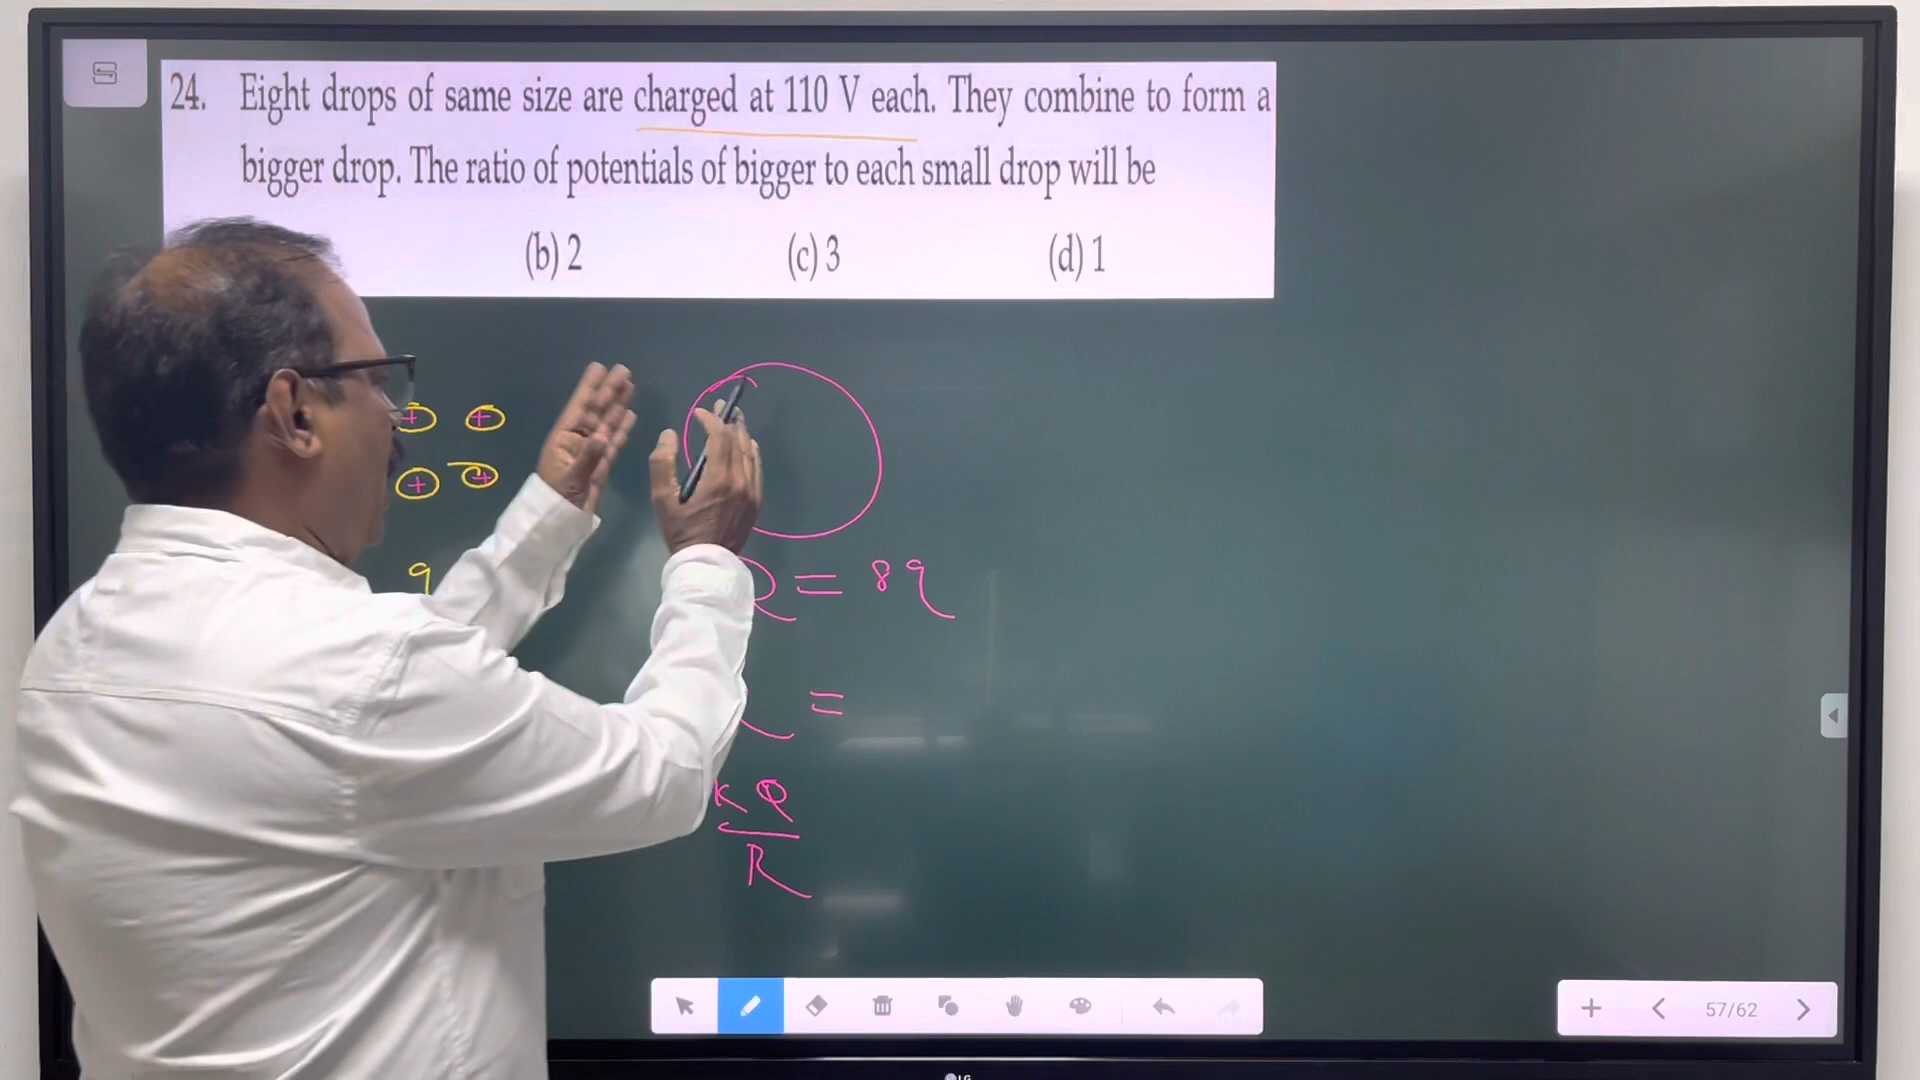 24. Eight drops of same size are charged at 110 V each. They combine to form a
bigger drop. The ratio of potentials of bigger to each small drop will be
(b) 2 (c) 3 (d) 1
+ +
+ +
q
= 8q
=
KQ
R
57/62
LG